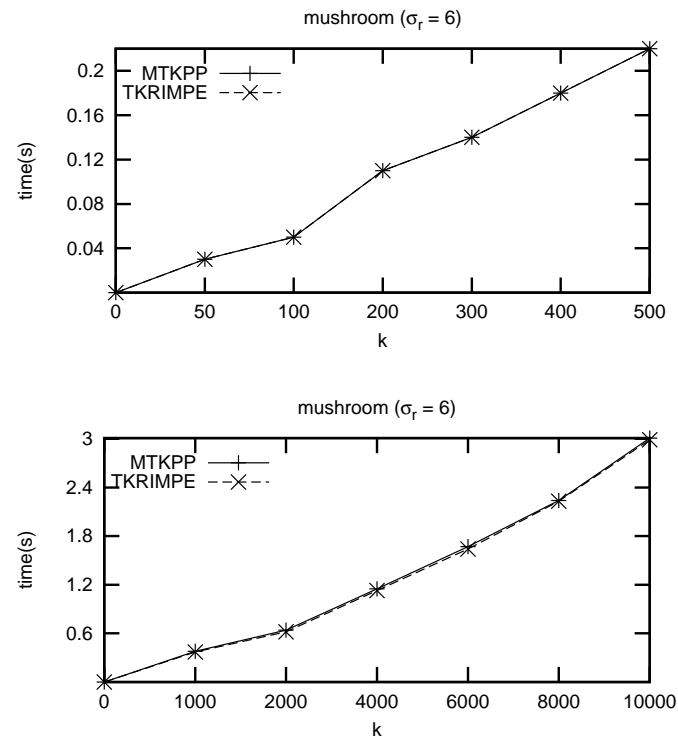 mushroom (σr = 6)
MTKPP
TKRIMPE
time(s)
0.2
0.16
0.12
0.08
0.04
0 50 100 200 300 400 500
k
mushroom (σr = 6)
MTKPP
TKRIMPE
time(s)
3
2.4
1.8
1.2
0.6
0 1000 2000 4000 6000 8000 10000
k